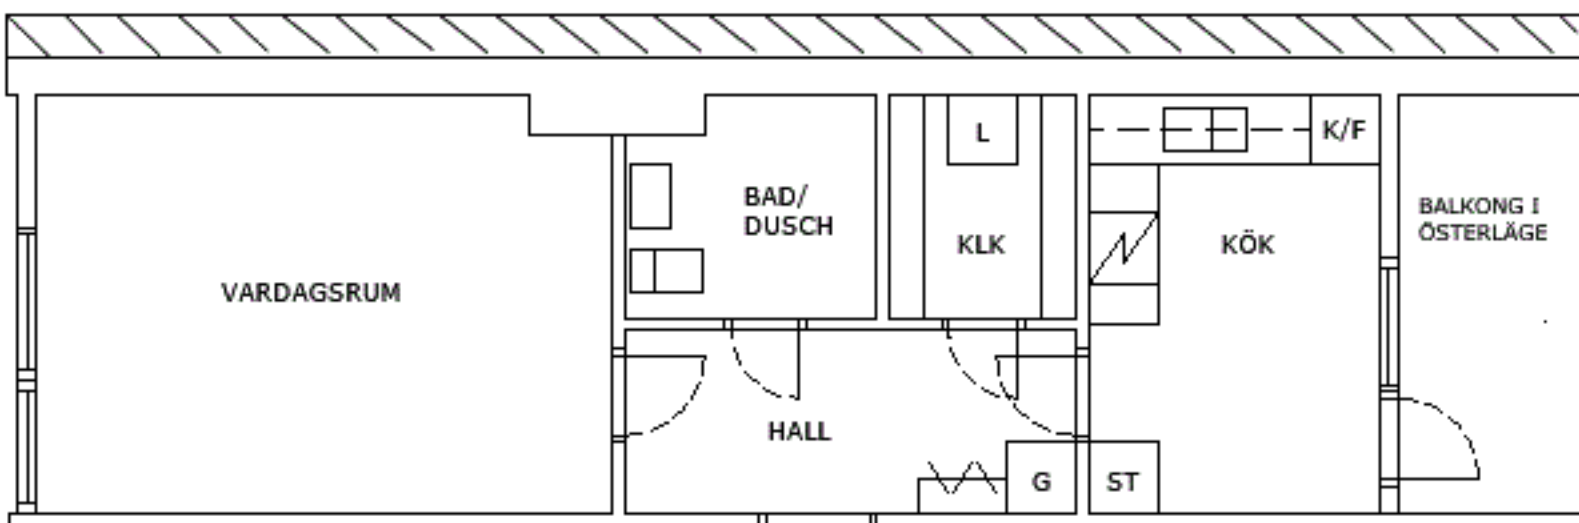 L
K/F
BAD/
DUSCH
BALKONG I
ÖSTERLÄGE
KLK
KÖK
VARDAGSRUM
HALL
G
ST